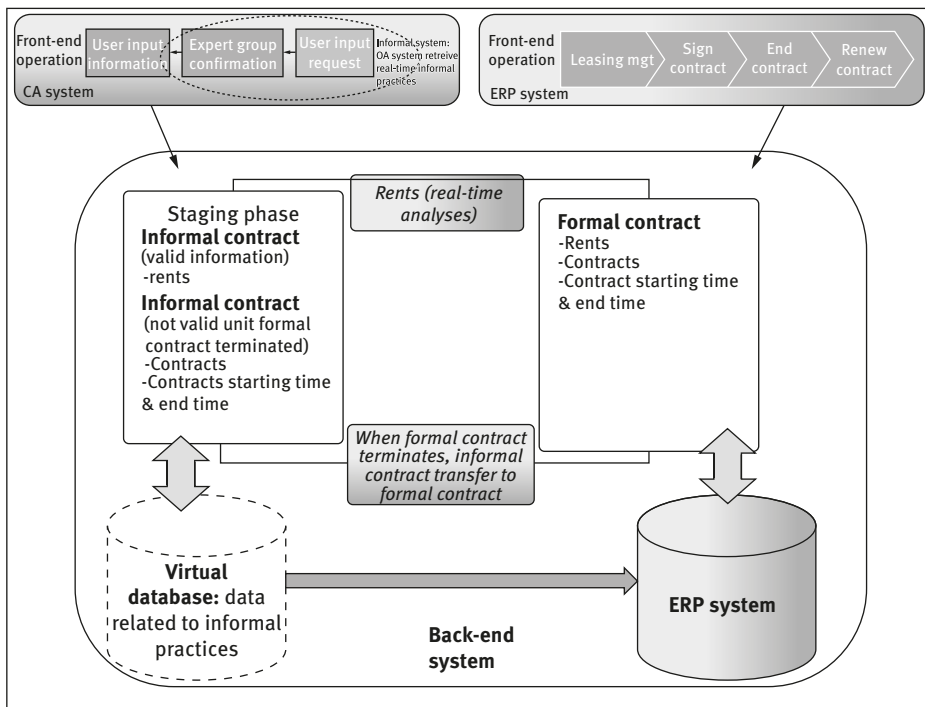 Front-end
operation
User input
information
Expert group
confirmation
User input
request
Informal system:
OA system retreive
real-time informal
practices
CA system
Front-end
operation
Leasing mgt
Sign
contract
End
contract
Renew
contract
ERP system
Rents (real-time
analyses)
Staging phase
Informal contract
(valid information)
-rents
Informal contract
(not valid unit formal
contract terminated)
-Contracts
-Contracts starting time
& end time
Formal contract
-Rents
-Contracts
-Contract starting time
& end time
When formal contract
terminates, informal
contract transfer to
formal contract
Virtual
database: data
related to informal
practices
ERP system
Back-end
system